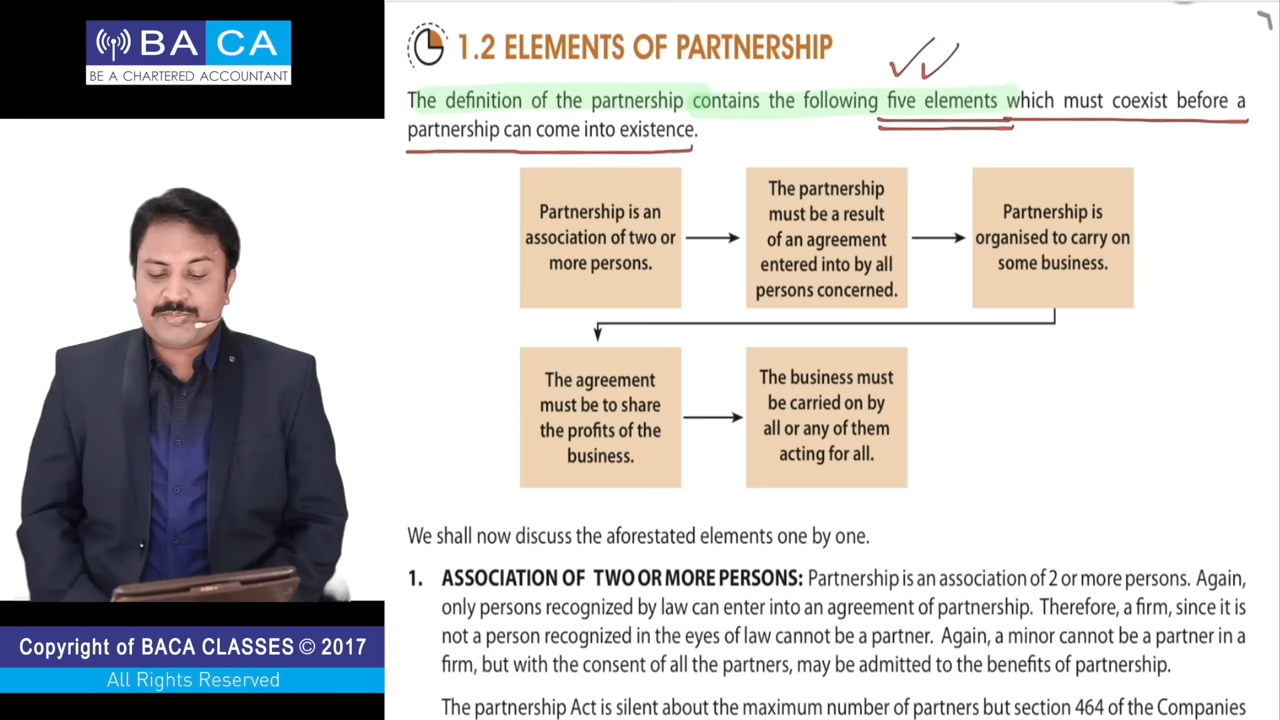 BA CA
BE A CHARTERED ACCOUNTANT
1.2 ELEMENTS OF PARTNERSHIP
The definition of the partnership contains the following five elements which must coexist before a
partnership can come into existence.
Partnership is an
association of two or
more persons.
The partnership
must be a result
of an agreement
entered into by all
persons concerned.
Partnership is
organised to carry on
some business.
The agreement
must be to share
the profits of the
business.
The business must
be carried on by
all or any of them
acting for all.
We shall now discuss the aforestated elements one by one.
1. ASSOCIATION OF TWO OR MORE PERSONS: Partnership is an association of 2 or more persons. Again,
only persons recognized by law can enter into an agreement of partnership. Therefore, a firm, since it is
not a person recognized in the eyes of law cannot be a partner. Again, a minor cannot be a partner in a
firm, but with the consent of all the partners, may be admitted to the benefits of partnership.
The partnership Act is silent about the maximum number of partners but section 464 of the Companies
Copyright of BACA CLASSES © 2017
All Rights Reserved